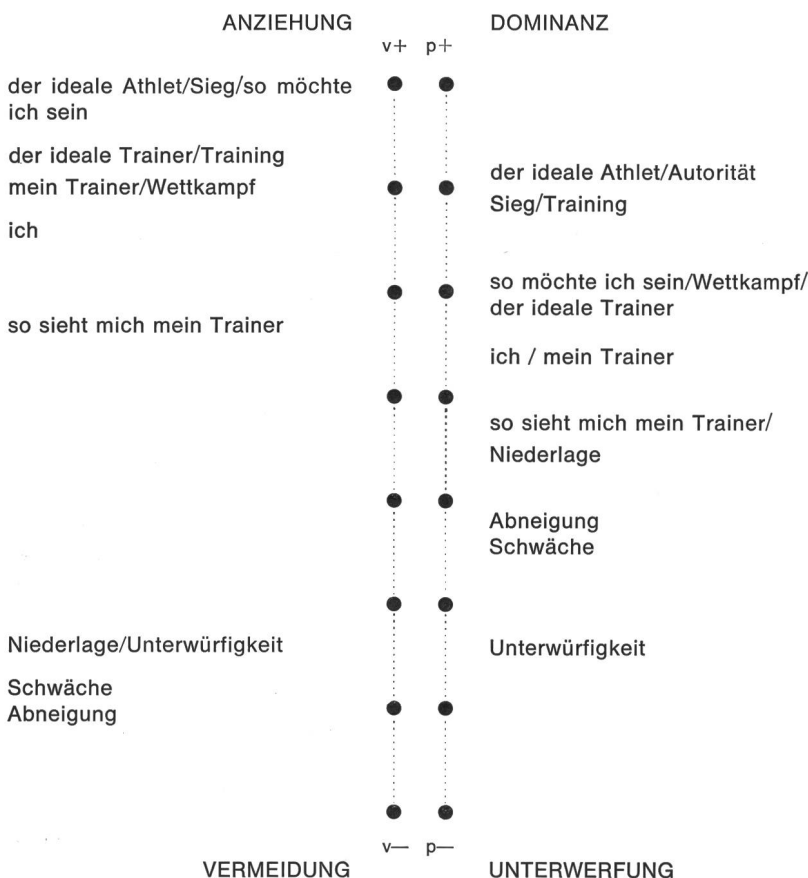 ANZIEHUNG
DOMINANZ
v+ p+
der ideale Athlet/Sieg/so möchte
ich sein
der ideale Trainer/Training
mein Trainer/Wettkampf
ich
so sieht mich mein Trainer
Niederlage/Unterwürfigkeit
Schwäche
Abneigung
der ideale Athlet/Autorität
Sieg/Training
so möchte ich sein/Wettkampf/
der ideale Trainer
ich / mein Trainer
so sieht mich mein Trainer/
Niederlage
Abneigung
Schwäche
Unterwürfigkeit
v— p—
VERMEIDUNG
UNTERWERFUNG